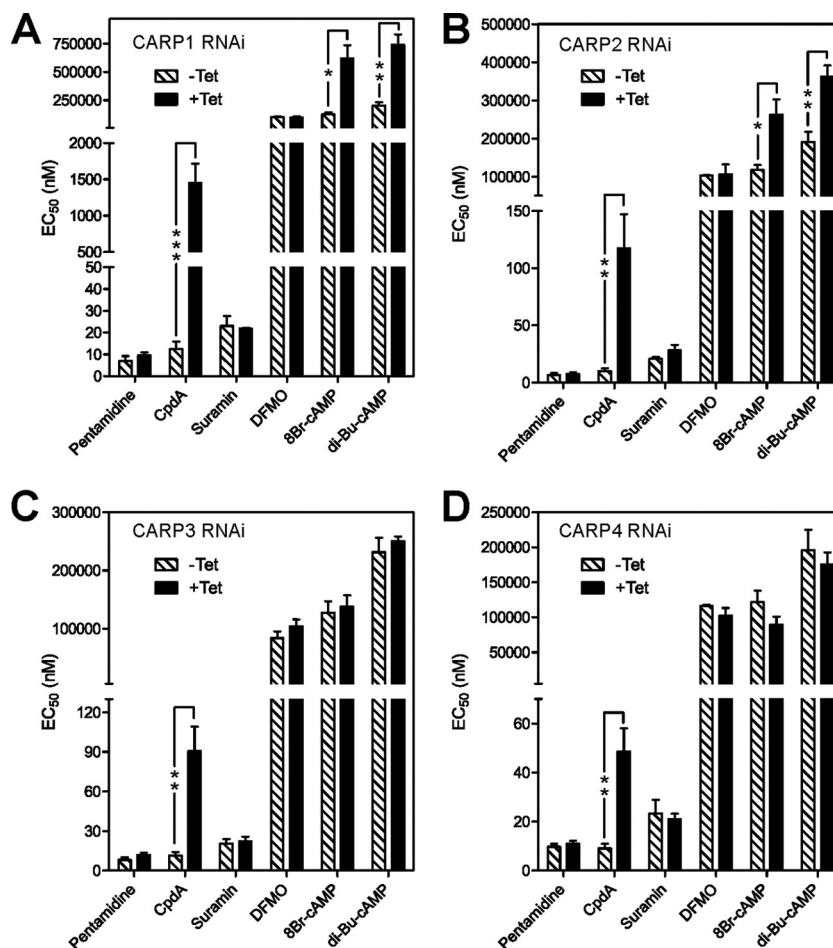 A
CARP1 RNAi
-Tet
+Tet
EC50 (nM)
750000
500000
250000
2000
1500
1000
500
50
40
30
20
10
0
*
**
***
Pentamidine
CpdA
Suramin
DFMO
8Br-cAMP
di-Bu-cAMP
B
CARP2 RNAi
-Tet
+Tet
EC50 (nM)
500000
400000
300000
200000
100000
150
100
50
0
*
**
**
Pentamidine
CpdA
Suramin
DFMO
8Br-cAMP
di-Bu-cAMP
C
CARP3 RNAi
-Tet
+Tet
EC50 (nM)
300000
200000
100000
120
90
60
30
0
**
Pentamidine
CpdA
Suramin
DFMO
8Br-cAMP
di-Bu-cAMP
D
CARP4 RNAi
-Tet
+Tet
EC50 (nM)
250000
200000
150000
100000
50000
60
40
20
0
**
Pentamidine
CpdA
Suramin
DFMO
8Br-cAMP
di-Bu-cAMP